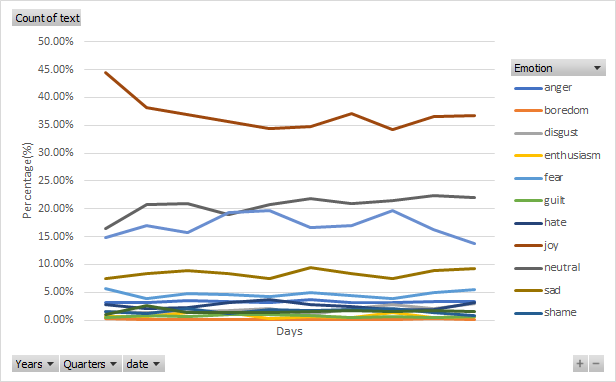 Count of text
50.00%
45.00%
40.00%
35.00%
30.00%
25.00%
20.00%
15.00%
10.00%
5.00%
0.00%
Percentage(%)
Days
Emotion
anger
boredom
disgust
enthusiasm
fear
guilt
hate
joy
neutral
sad
shame
Years Quarters date